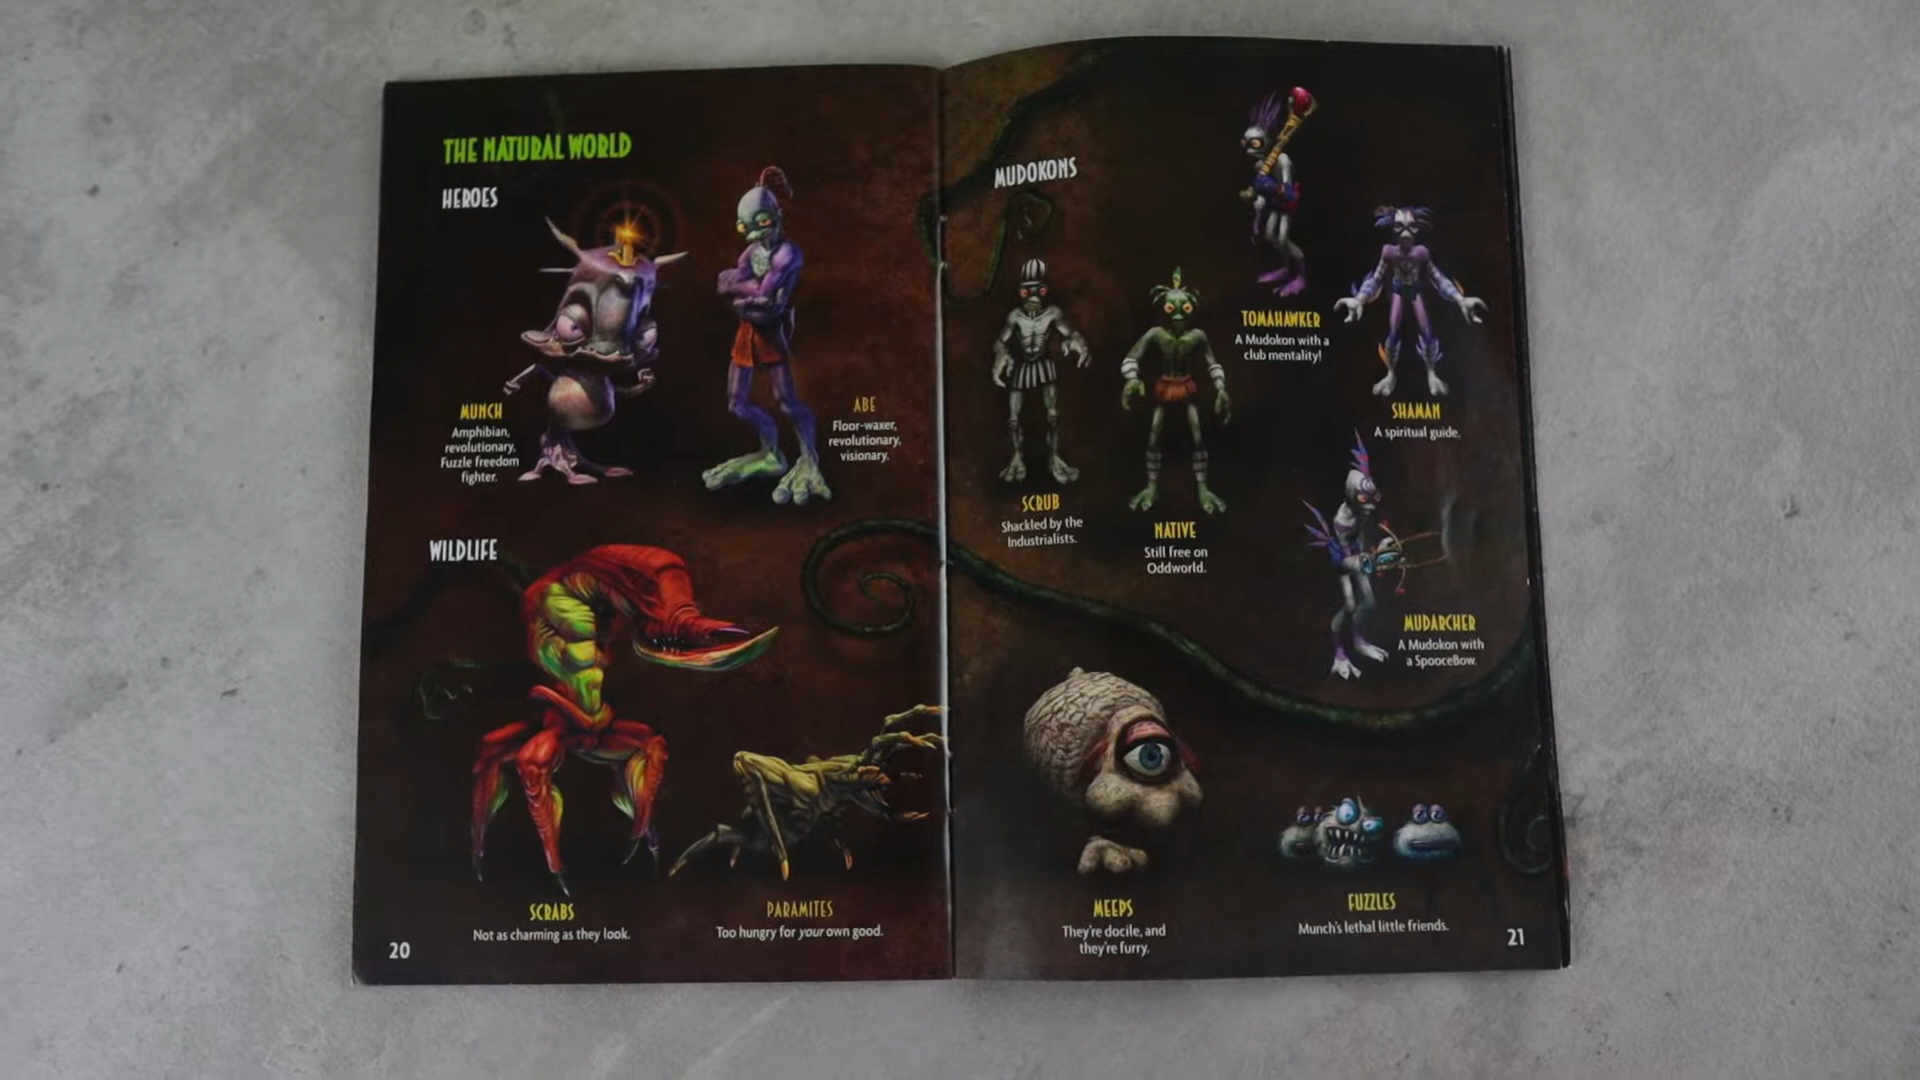 THE NATURAL WORLD
HEROES
MUNCH
Amphibian,
revolutionary,
Fuzzle freedom
fighter.
ABE
Floor-waxer,
revolutionary,
visionary.
WILDLIFE
SCRABS
Not as charming as they look.
PARAMITES
Too hungry for your own good.
20
MUDOKONS
SCRUB
Shackled by the
Industrialists.
NATIVE
Still free on
Oddworld.
TOMAHAWKER
A Mudokon with a
club mentality!
SHAMAN
A spiritual guide.
MUDARCHER
A Mudokon with
a SpooceBow.
MEEPS
They're docile, and
they're furry.
FUZZLES
Munch's lethal little friends.
21